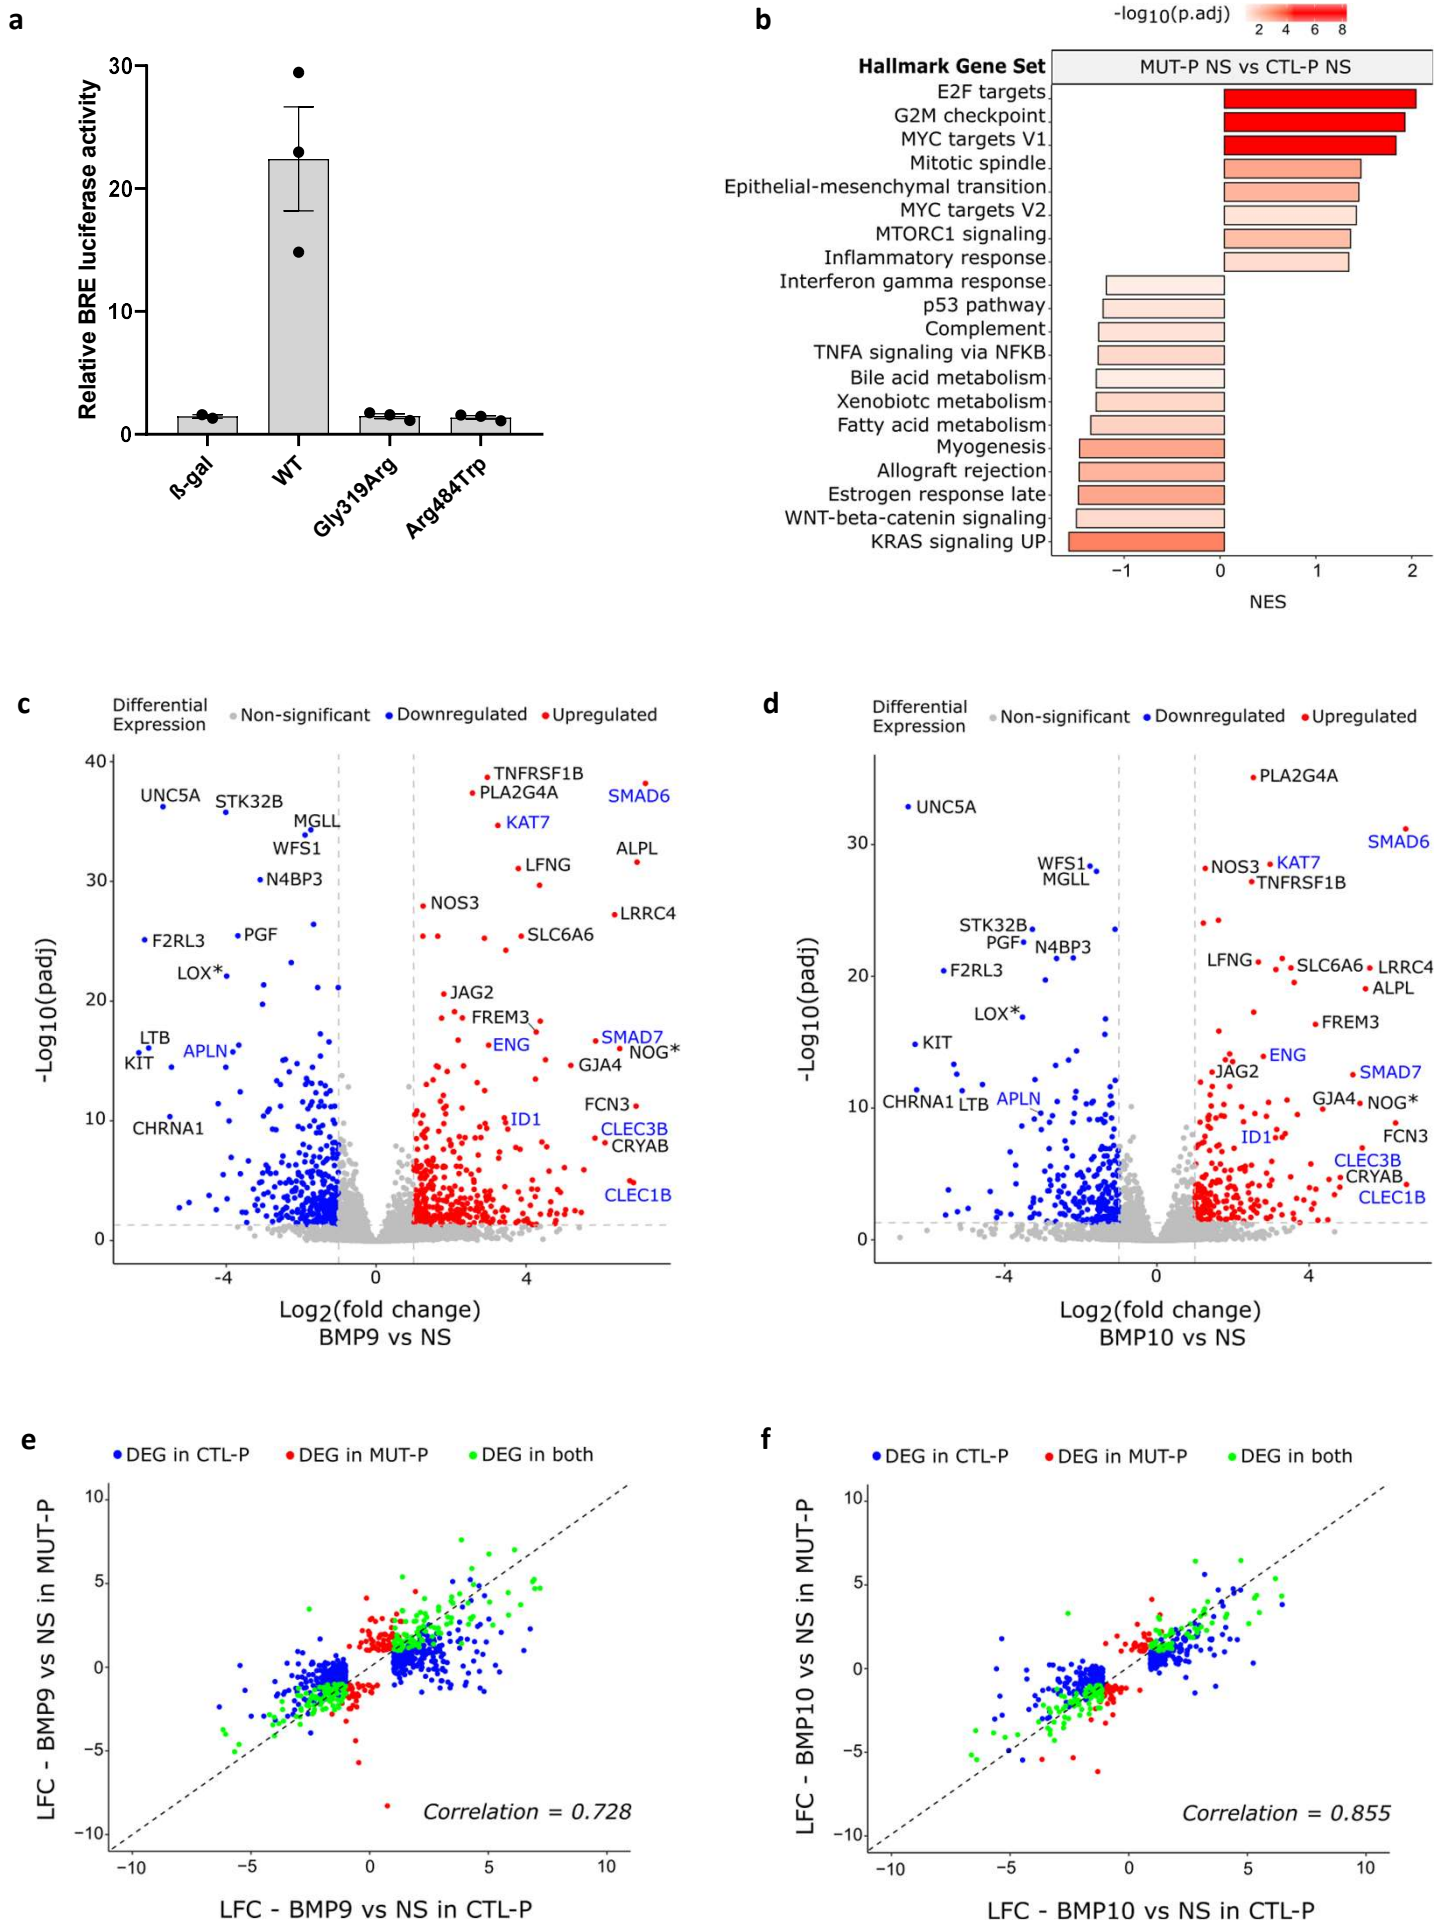 a
30
20
10
0
Relative BRE luciferase activity
ß-gal
WT
Gly319Arg
Arg484Trp
b
-log10(p.adj)
2 4 6 8
Hallmark Gene Set
MUT-P NS vs CTL-P NS
E2F targets
G2M checkpoint
MYC targets V1
Mitotic spindle
Epithelial-mesenchymal transition
MYC targets V2
MTORC1 signaling
Inflammatory response
Interferon gamma response
p53 pathway
Complement
TNFA signaling via NFKB
Bile acid metabolism
Xenobiotc metabolism
Fatty acid metabolism
Myogenesis
Allograft rejection
Estrogen response late
WNT-beta-catenin signaling
KRAS signaling UP
−1 0 1 2
NES
c
Differential
Expression
Non-significant Downregulated Upregulated
40
30
20
10
0
-Log10(padj)
UNC5A
STK32B
MGLL
WFS1
N4BP3
F2RL3
PGF
LOX*
LTB
KIT
APLN
CHRNA1
TNFRSF1B
PLA2G4A
SMAD6
KAT7
ALPL
LFNG
NOS3
LRRC4
SLC6A6
JAG2
FREM3
SMAD7
ENG
NOG*
GJA4
FCN3
ID1
CLEC3B
CRYAB
CLEC1B
-4 0 4
Log2(fold change)
BMP9 vs NS
d
Differential
Expression
Non-significant Downregulated Upregulated
30
20
10
0
-Log10(padj)
PLA2G4A
UNC5A
SMAD6
WFS1
MGLL
NOS3
KAT7
TNFRSF1B
STK32B
PGF
N4BP3
F2RL3
LFNG
SLC6A6
LRRC4
ALPL
LOX*
FREM3
KIT
ENG
JAG2
SMAD7
CHRNA1
LTB
APLN
GJA4
NOG*
ID1
FCN3
CLEC3B
CRYAB
CLEC1B
-4 0 4
Log2(fold change)
BMP10 vs NS
e
DEG in CTL-P DEG in MUT-P DEG in both
10
5
0
−5
−10
LFC - BMP9 vs NS in MUT-P
Correlation = 0.728
−10 −5 0 5 10
LFC - BMP9 vs NS in CTL-P
f
DEG in CTL-P DEG in MUT-P DEG in both
10
5
0
−5
−10
LFC - BMP10 vs NS in MUT-P
Correlation = 0.855
−10 −5 0 5 10
LFC - BMP10 vs NS in CTL-P